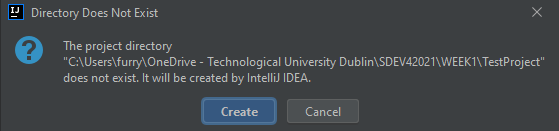 IJ Directory Does Not Exist
The project directory
"C:\Users\furry\OneDrive - Technological University Dublin\SDEV42021\WEEK1\TestProject"
does not exist. It will be created by IntelliJ IDEA.
Create Cancel